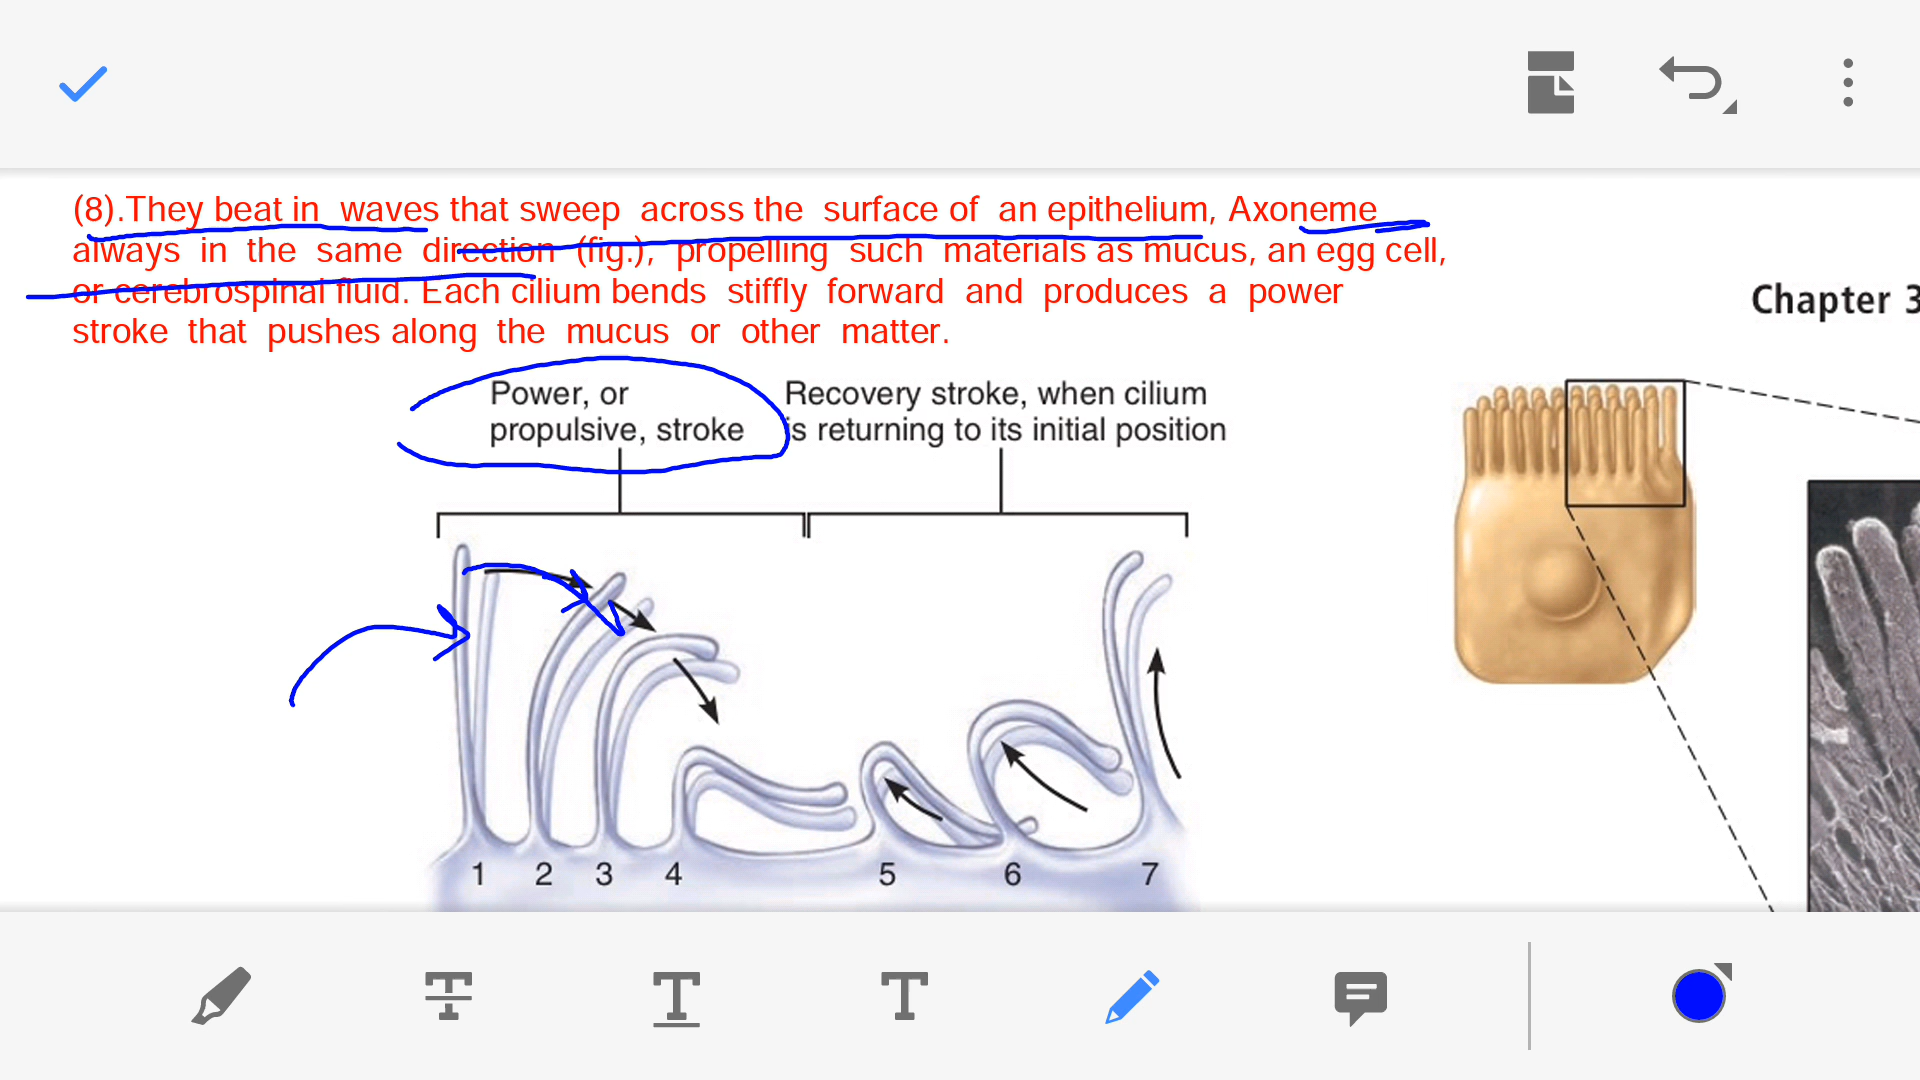 (8).They beat in waves that sweep across the surface of an epithelium, Axoneme
always in the same direction (fig.), propelling such materials as mucus, an egg cell,
or cerebrospinal fluid. Each cilium bends stiffly forward and produces a power
stroke that pushes along the mucus or other matter.
Chapter 3
Power, or
propulsive, stroke
Recovery stroke, when cilium
is returning to its initial position
1 2 3 4 5 6 7